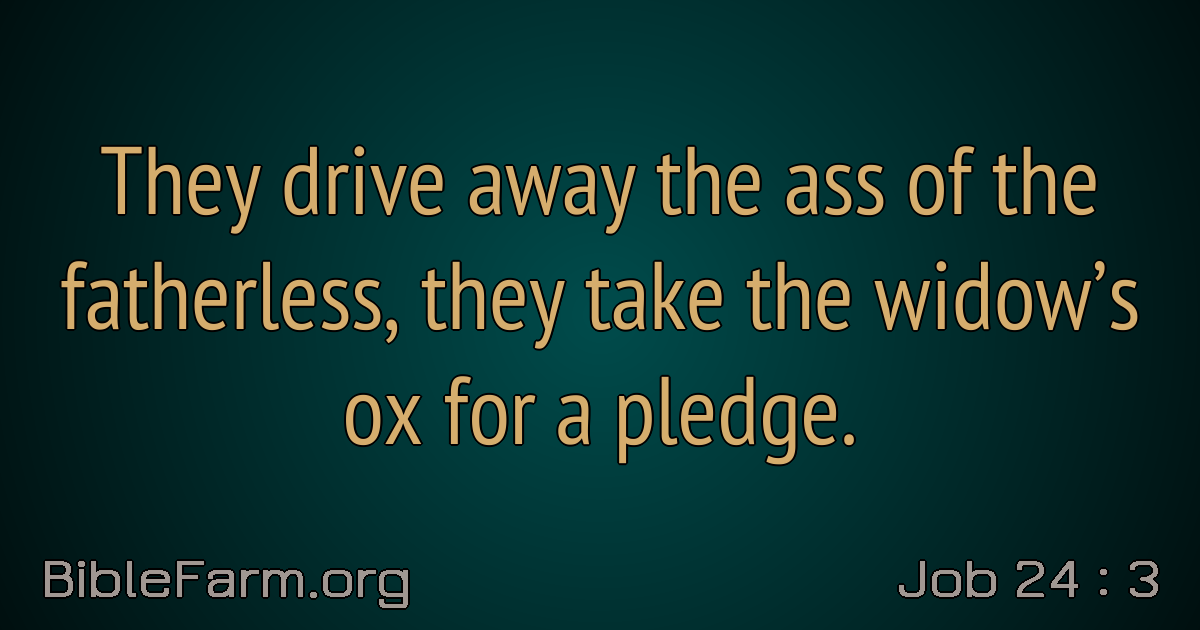 They drive away the ass of the
fatherless, they take the widow’s
ox for a pledge.
BibleFarm.org
Job 24 : 3